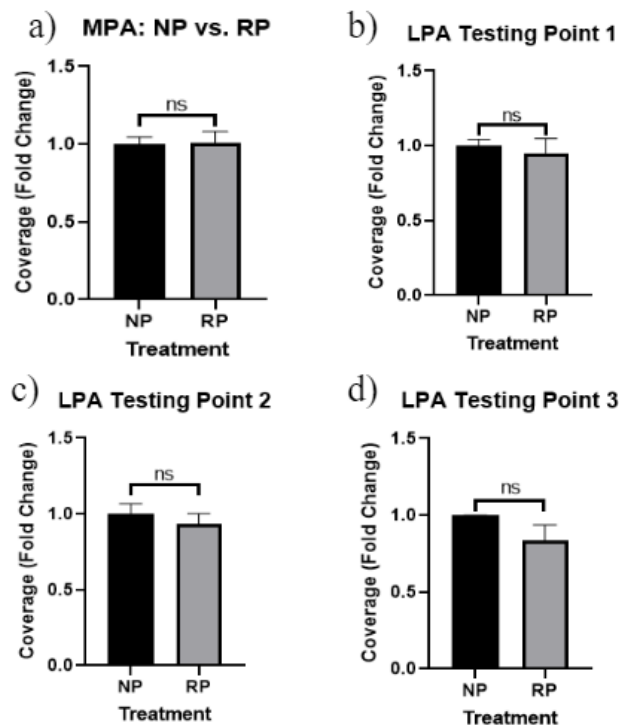 a) MPA: NP vs. RP
Coverage (Fold Change)
1.5
1.0
0.5
0.0
ns
NP RP
Treatment
b) LPA Testing Point 1
Coverage (Fold Change)
1.5
1.0
0.5
0.0
ns
NP RP
Treatment
c) LPA Testing Point 2
Coverage (Fold Change)
1.5
1.0
0.5
0.0
ns
NP RP
Treatment
d) LPA Testing Point 3
Coverage (Fold Change)
1.5
1.0
0.5
0.0
ns
NP RP
Treatment